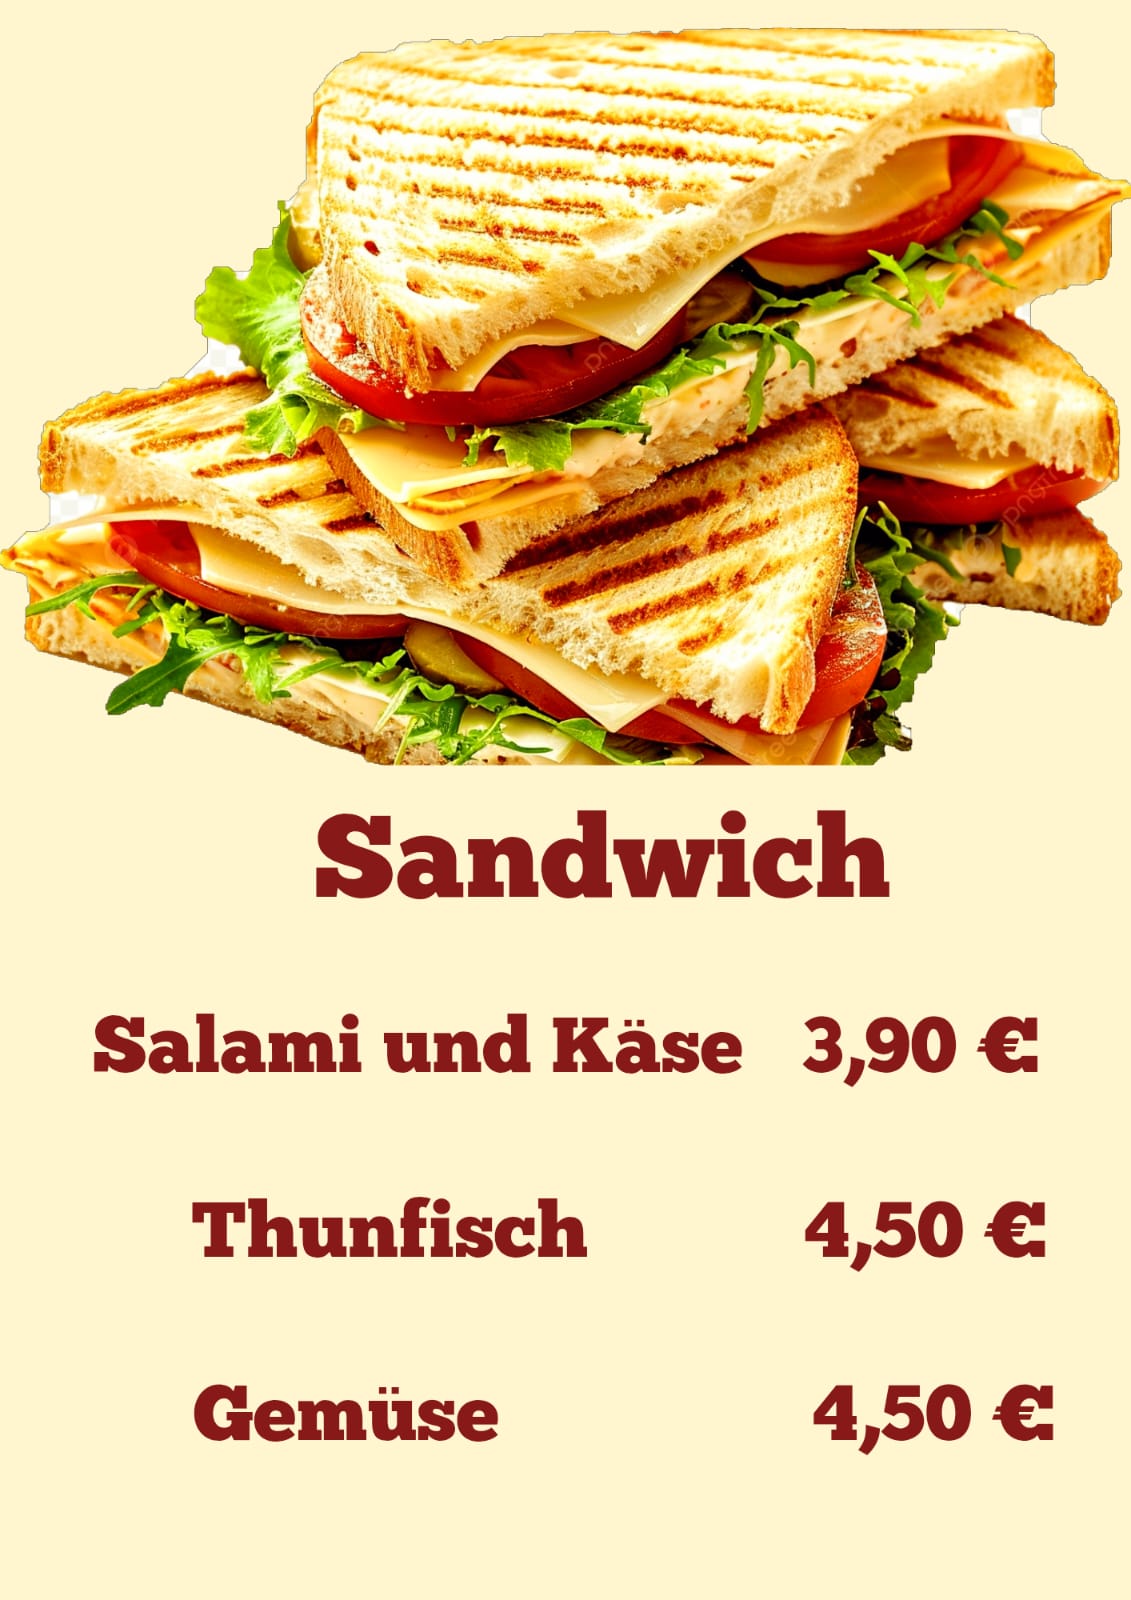 Sandwich
Salami und Käse 3,90 €
Thunfisch 4,50 €
Gemüse 4,50 €